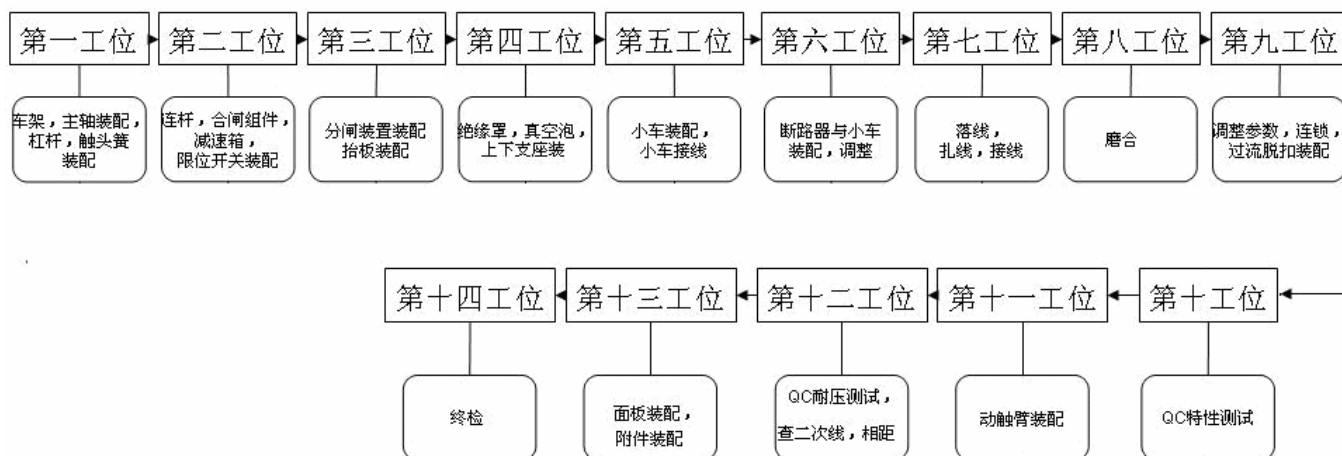 第一工位
第二工位
第三工位
第四工位
第五工位
第六工位
第七工位
第八工位
第九工位
车架，主轴装配，
杠杆，触头簧
装配
连杆，合闸组件，
减速箱，
限位开关装配
分闸装置装配
抬板装配
绝缘罩，真空泡，
上下支座装
小车装配，
小车接线
断路器与小车
装配，调整
落线，
扎线，接线
磨合
调整参数，连锁，
过流脱扣装配
第十四工位
第十三工位
第十二工位
第十一工位
第十工位
终检
面板装配，
附件装配
QC耐压测试，
查二次线，相距
动触臂装配
QC特性测试